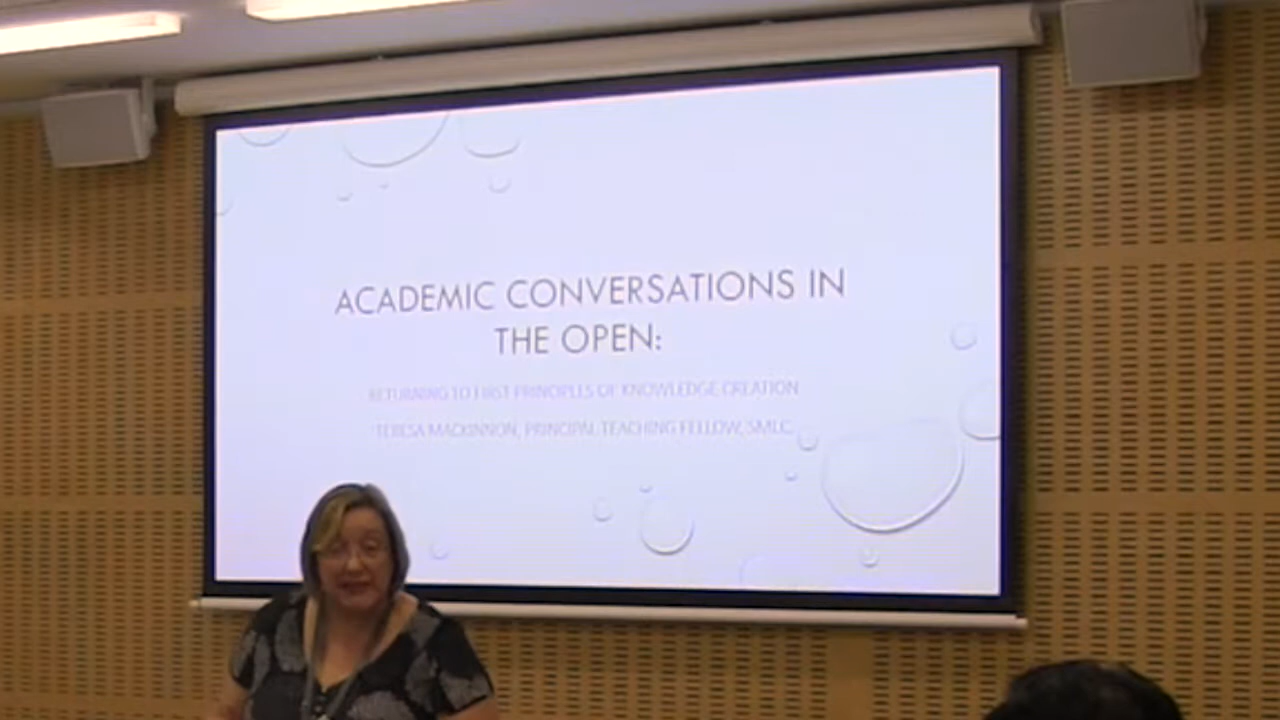 ACADEMIC CONVERSATIONS IN
THE OPEN:
RETURNING TO FIRST PRINCIPLES OF KNOWLEDGE CREATION
TERESA MACKINNON, PRINCIPAL TEACHING FELLOW, SMLC